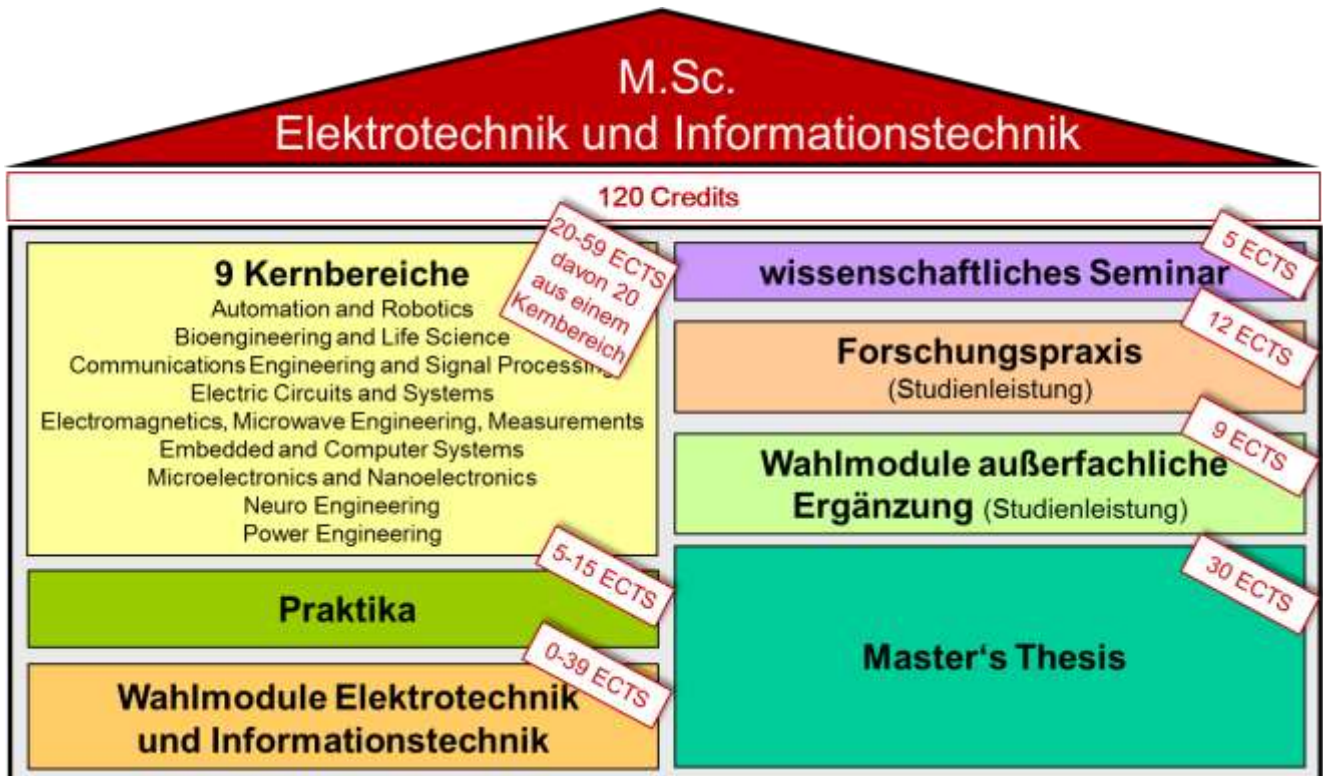 M.Sc.
Elektrotechnik und Informationstechnik
120 Credits
9 Kernbereiche
Automation and Robotics
Bioengineering and Life Science
Communications Engineering and Signal Processing
Electric Circuits and Systems
Electromagnetics, Microwave Engineering, Measurements
Embedded and Computer Systems
Microelectronics and Nanoelectronics
Neuro Engineering
Power Engineering
20-59 ECTS
davon 20
aus einem
Kernbereich
Praktika
5-15 ECTS
Wahlmodule Elektrotechnik
und Informationstechnik
0-39 ECTS
wissenschaftliches Seminar
5 ECTS
Forschungspraxis
(Studienleistung)
12 ECTS
Wahlmodule außerfachliche
Ergänzung (Studienleistung)
9 ECTS
Master‘s Thesis
30 ECTS